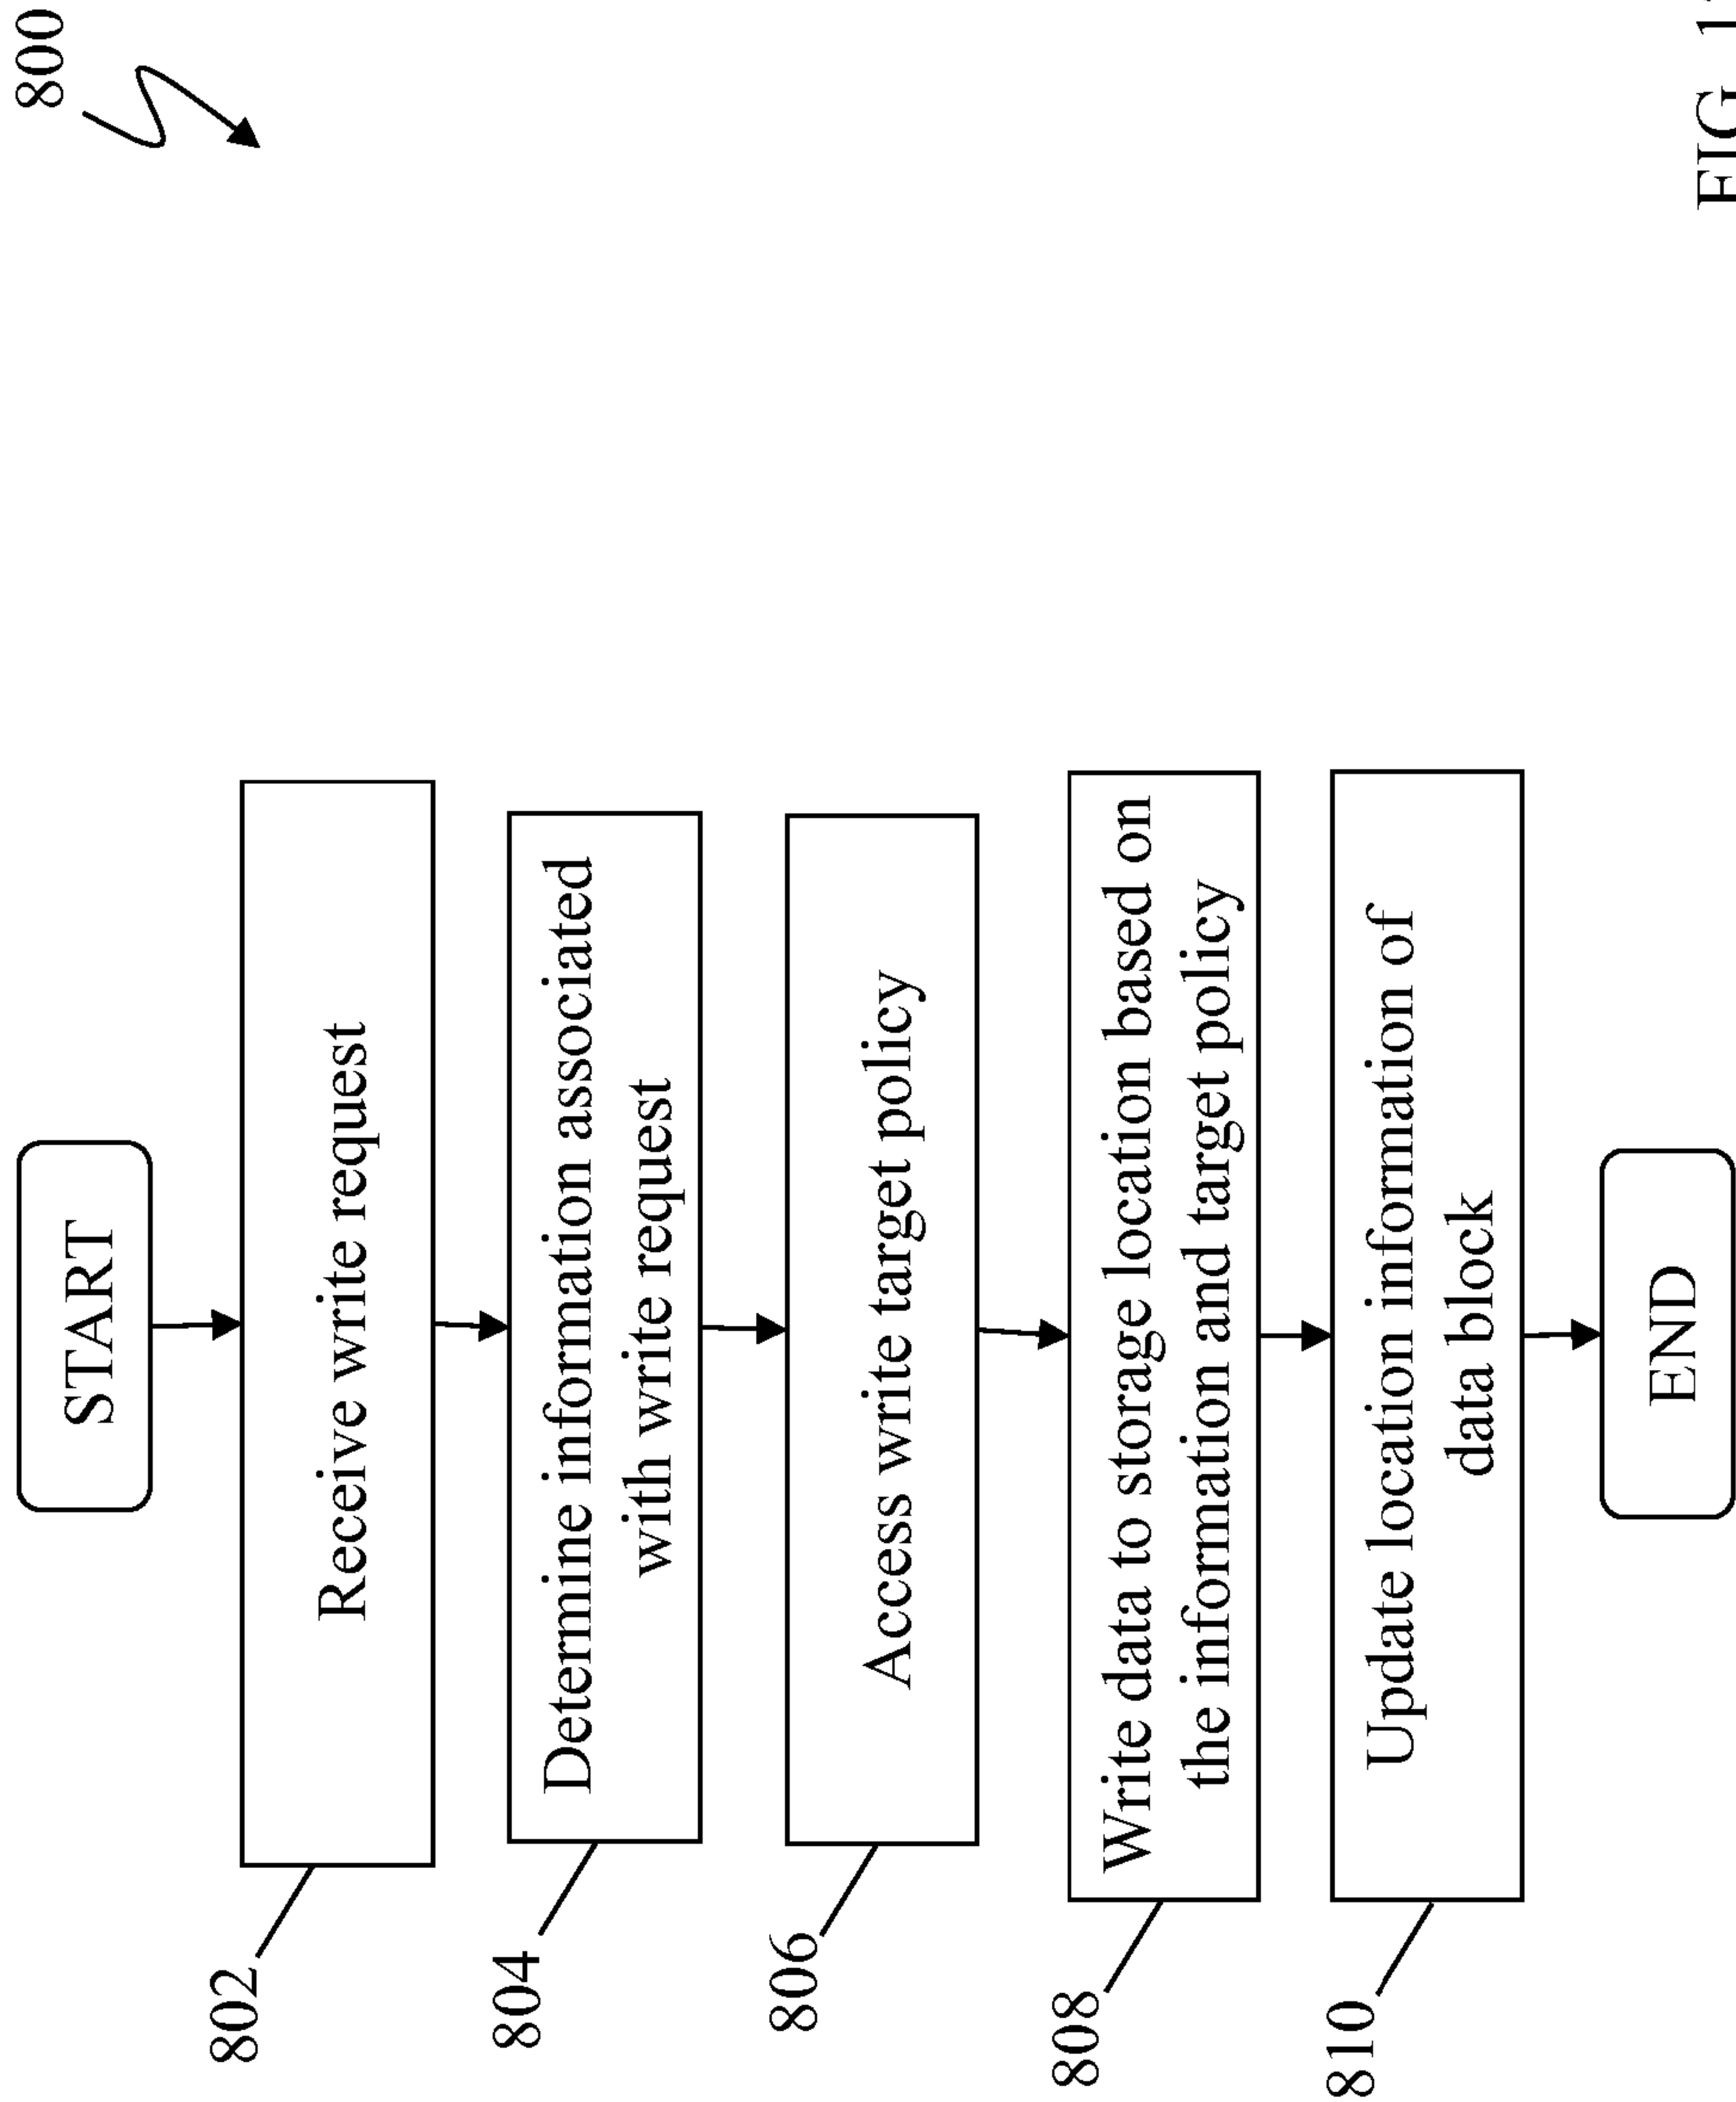 800
START
802
Receive write request
804
Determine information associated
with write request
806
Access write target policy
808
Write data to storage location based on
the information and target policy
810
Update location information of
data block
END
FIG